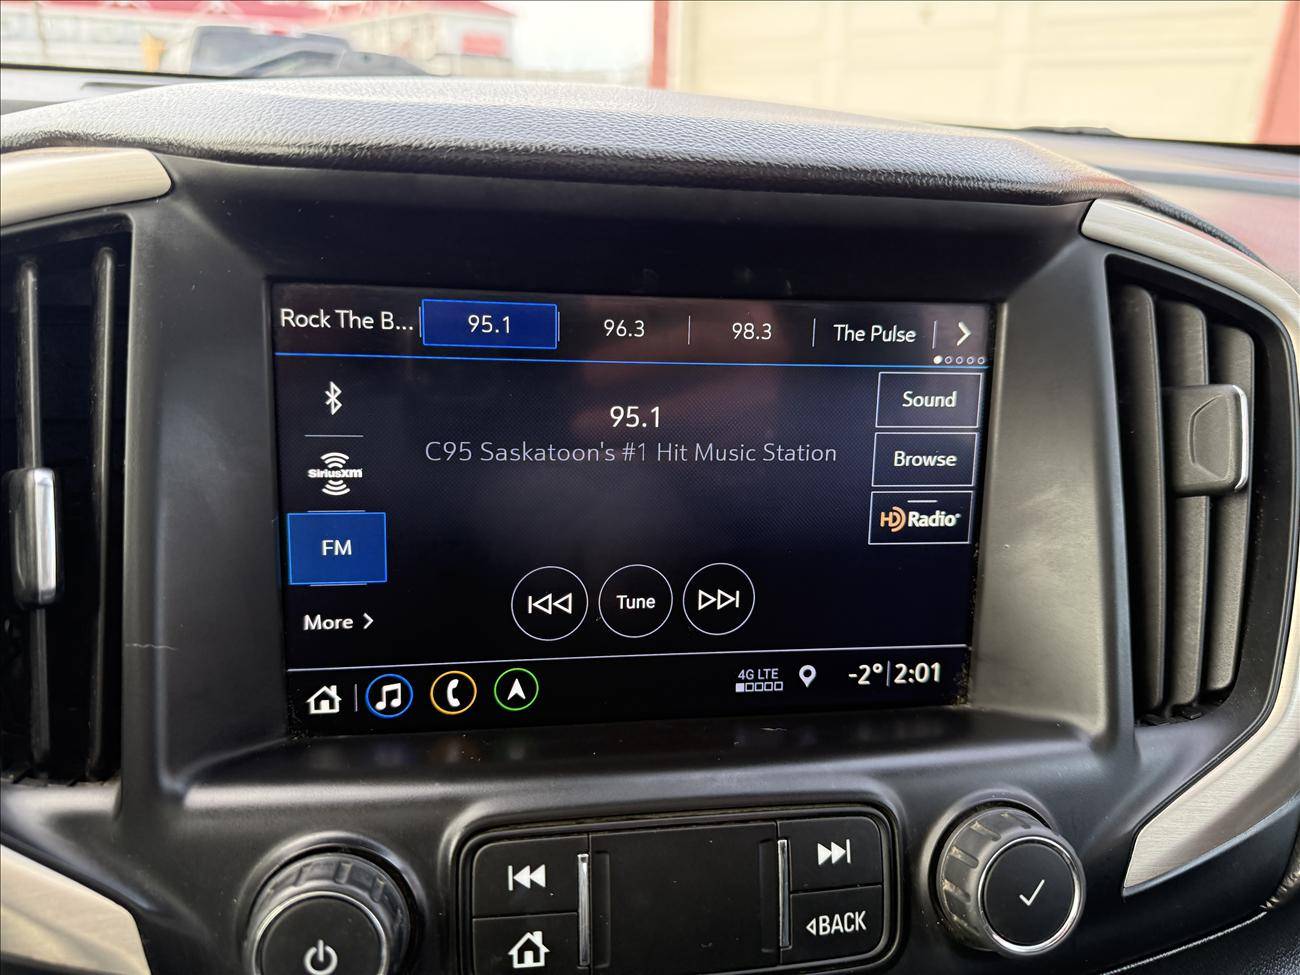 Rock The B... 95.1 96.3 98.3 The Pulse
95.1
C95 Saskatoon's #1 Hit Music Station
SiriusXM
FM
More
Sound
Browse
HD Radio
Tune
4G LTE
-2° 2:01
BACK